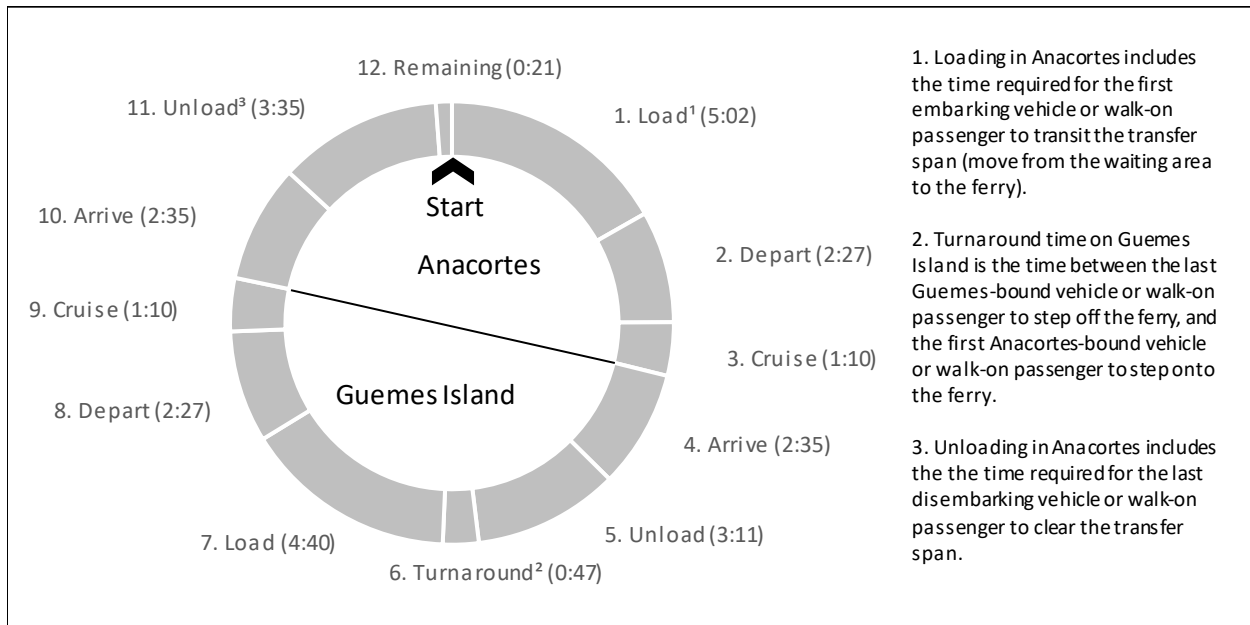 12. Remaining (0:21)
1. Load¹ (5:02)
2. Depart (2:27)
3. Cruise (1:10)
4. Arrive (2:35)
5. Unload (3:11)
6. Turnaround² (0:47)
7. Load (4:40)
8. Depart (2:27)
9. Cruise (1:10)
10. Arrive (2:35)
11. Unload³ (3:35)
Start
Anacortes
Guemes Island
1. Loading in Anacortes includes
the time required for the first
embarking vehicle or walk-on
passenger to transit the transfer
span (move from the waiting area
to the ferry).
2. Turnaround time on Guemes
Island is the time between the last
Guemes-bound vehicle or walk-on
passenger to step off the ferry, and
the first Anacortes-bound vehicle
or walk-on passenger to step onto
the ferry.
3. Unloading in Anacortes includes
the the time required for the last
disembarking vehicle or walk-on
passenger to clear the transfer
span.